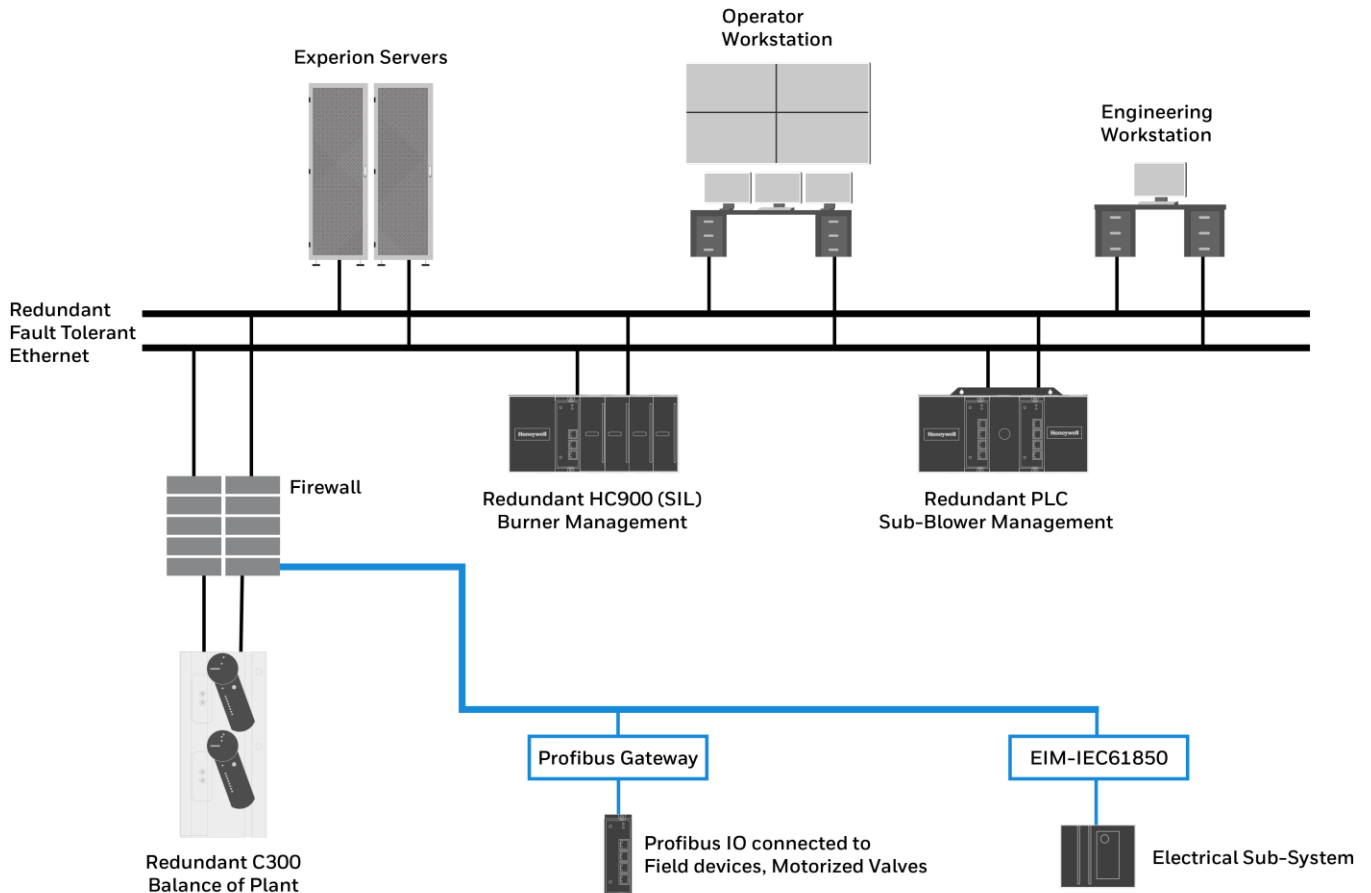 Operator
Workstation
Experion Servers
Engineering
Workstation
Redundant
Fault Tolerant
Ethernet
Honeywell
Honeywell
Honeywell
Firewall
Redundant HC900 (SIL)
Burner Management
Redundant PLC
Sub-Blower Management
Profibus Gateway
EIM-IEC61850
Profibus IO connected to
Field devices, Motorized Valves
Electrical Sub-System
Redundant C300
Balance of Plant